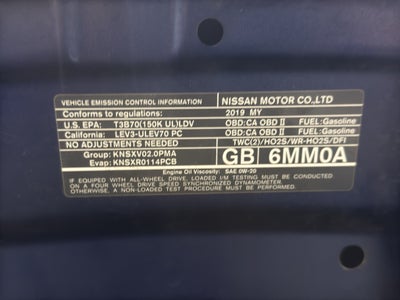 VEHICLE EMISSION CONTROL INFORMATION NISSAN MOTOR CO.,LTD
Conforms to regulations: 2019 MY
U.S. EPA: T3B70(150K UL)LDV OBD:CA OBD II FUEL:Gasoline
California: LEV3-ULEV70 PC OBD:CA OBD II FUEL:Gasoline
NO ADJUSTMENTS NEEDED TWC(2)/HO2S/WR-HO2S/DFI
Group: KNSXV02.0PMA
Evap: KNSXR0114PCB
GB 6MM0A
Engine Oil Viscosity: SAE 0W-20
IF EQUIPPED WITH ALL-WHEEL DRIVE, LOADED I/M TESTING MUST BE CONDUCTED
ON A FOUR WHEEL DRIVE SPEED SYNCHRONIZED DYNAMOMETER.
ALTERNATIVELY, A NON-LOADED TEST PROCEDURE MAY BE PERFORMED.